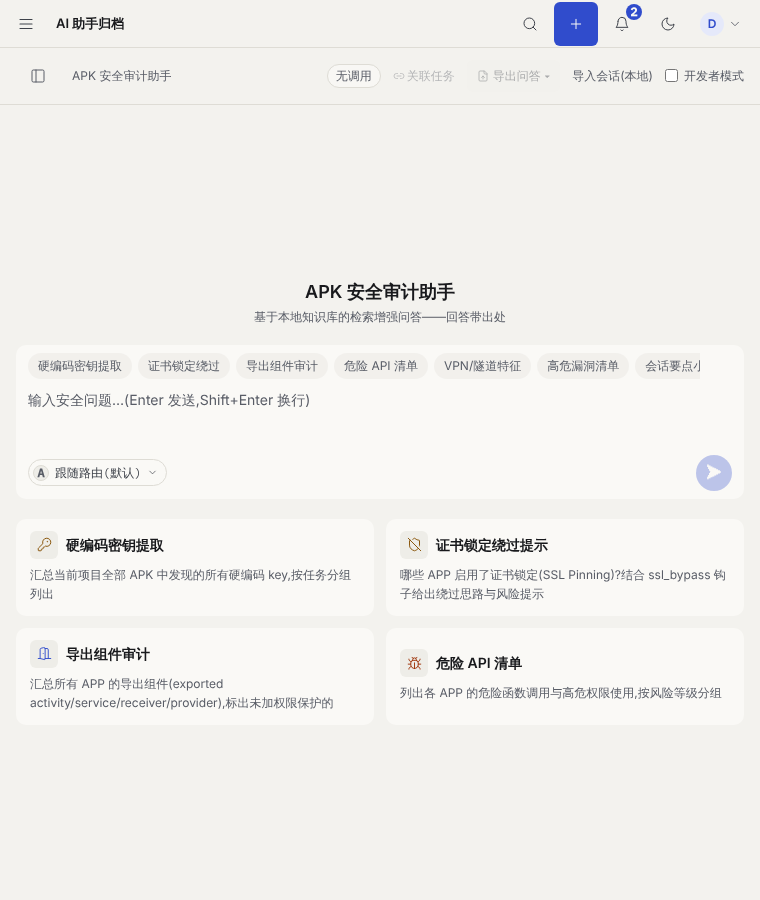 AI 助手归档
2
D
APK 安全审计助手
无调用
关联任务
导出问答
导入会话(本地)
开发者模式
APK 安全审计助手
基于本地知识库的检索增强问答——回答带出处
硬编码密钥提取
证书锁定绕过
导出组件审计
危险 API 清单
VPN/隧道特征
高危漏洞清单
会话要点
输入安全问题...(Enter 发送,Shift+Enter 换行)
A
跟随路由(默认)
硬编码密钥提取
汇总当前项目全部 APK 中发现的所有硬编码 key,按任务分组
列出
证书锁定绕过提示
哪些 APP 启用了证书锁定(SSL Pinning)?结合 ssl_bypass 钩
子给出绕过思路与风险提示
导出组件审计
汇总所有 APP 的导出组件(exported
activity/service/receiver/provider),标出未加权限保护的
危险 API 清单
列出各 APP 的危险函数调用与高危权限使用,按风险等级分组